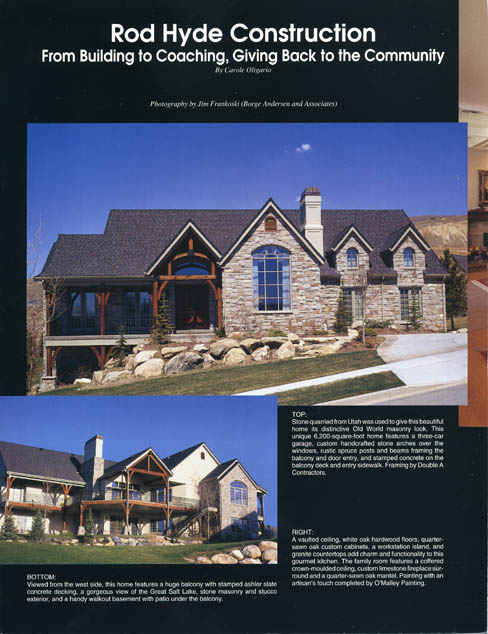 Rod Hyde Construction
From Building to Coaching, Giving Back to the Community
By Carole Oligario
Photography by Jim Frankoski (Borge Andersen and Associates)
TOP:
Stone quarried from Utah was used to give this beautiful
home its distinctive Old World masonry look. This
unique 6,200-square-foot home features a three-car
garage, custom handcrafted stone arches over the
windows, rustic spruce posts and beams framing the
balcony and door entry, and stamped concrete on the
balcony deck and entry sidewalk. Framing by Double A
Contractors.
RIGHT:
A vaulted ceiling, white oak hardwood floors, quarter-
sawn oak custom cabinets, a workstation island, and
granite countertops add charm and functionality to this
gourmet kitchen. The family room features a coffered
crown-moulded ceiling, custom limestone fireplace sur-
round and a quarter-sawn oak mantel. Painting with an
artisan's touch completed by O'Malley Painting.
BOTTOM:
Viewed from the west side, this home features a huge balcony with stamped ashler slate
concrete decking, a gorgeous view of the Great Salt Lake, stone masonry and stucco
exterior, and a handy walkout basement with patio under the balcony.